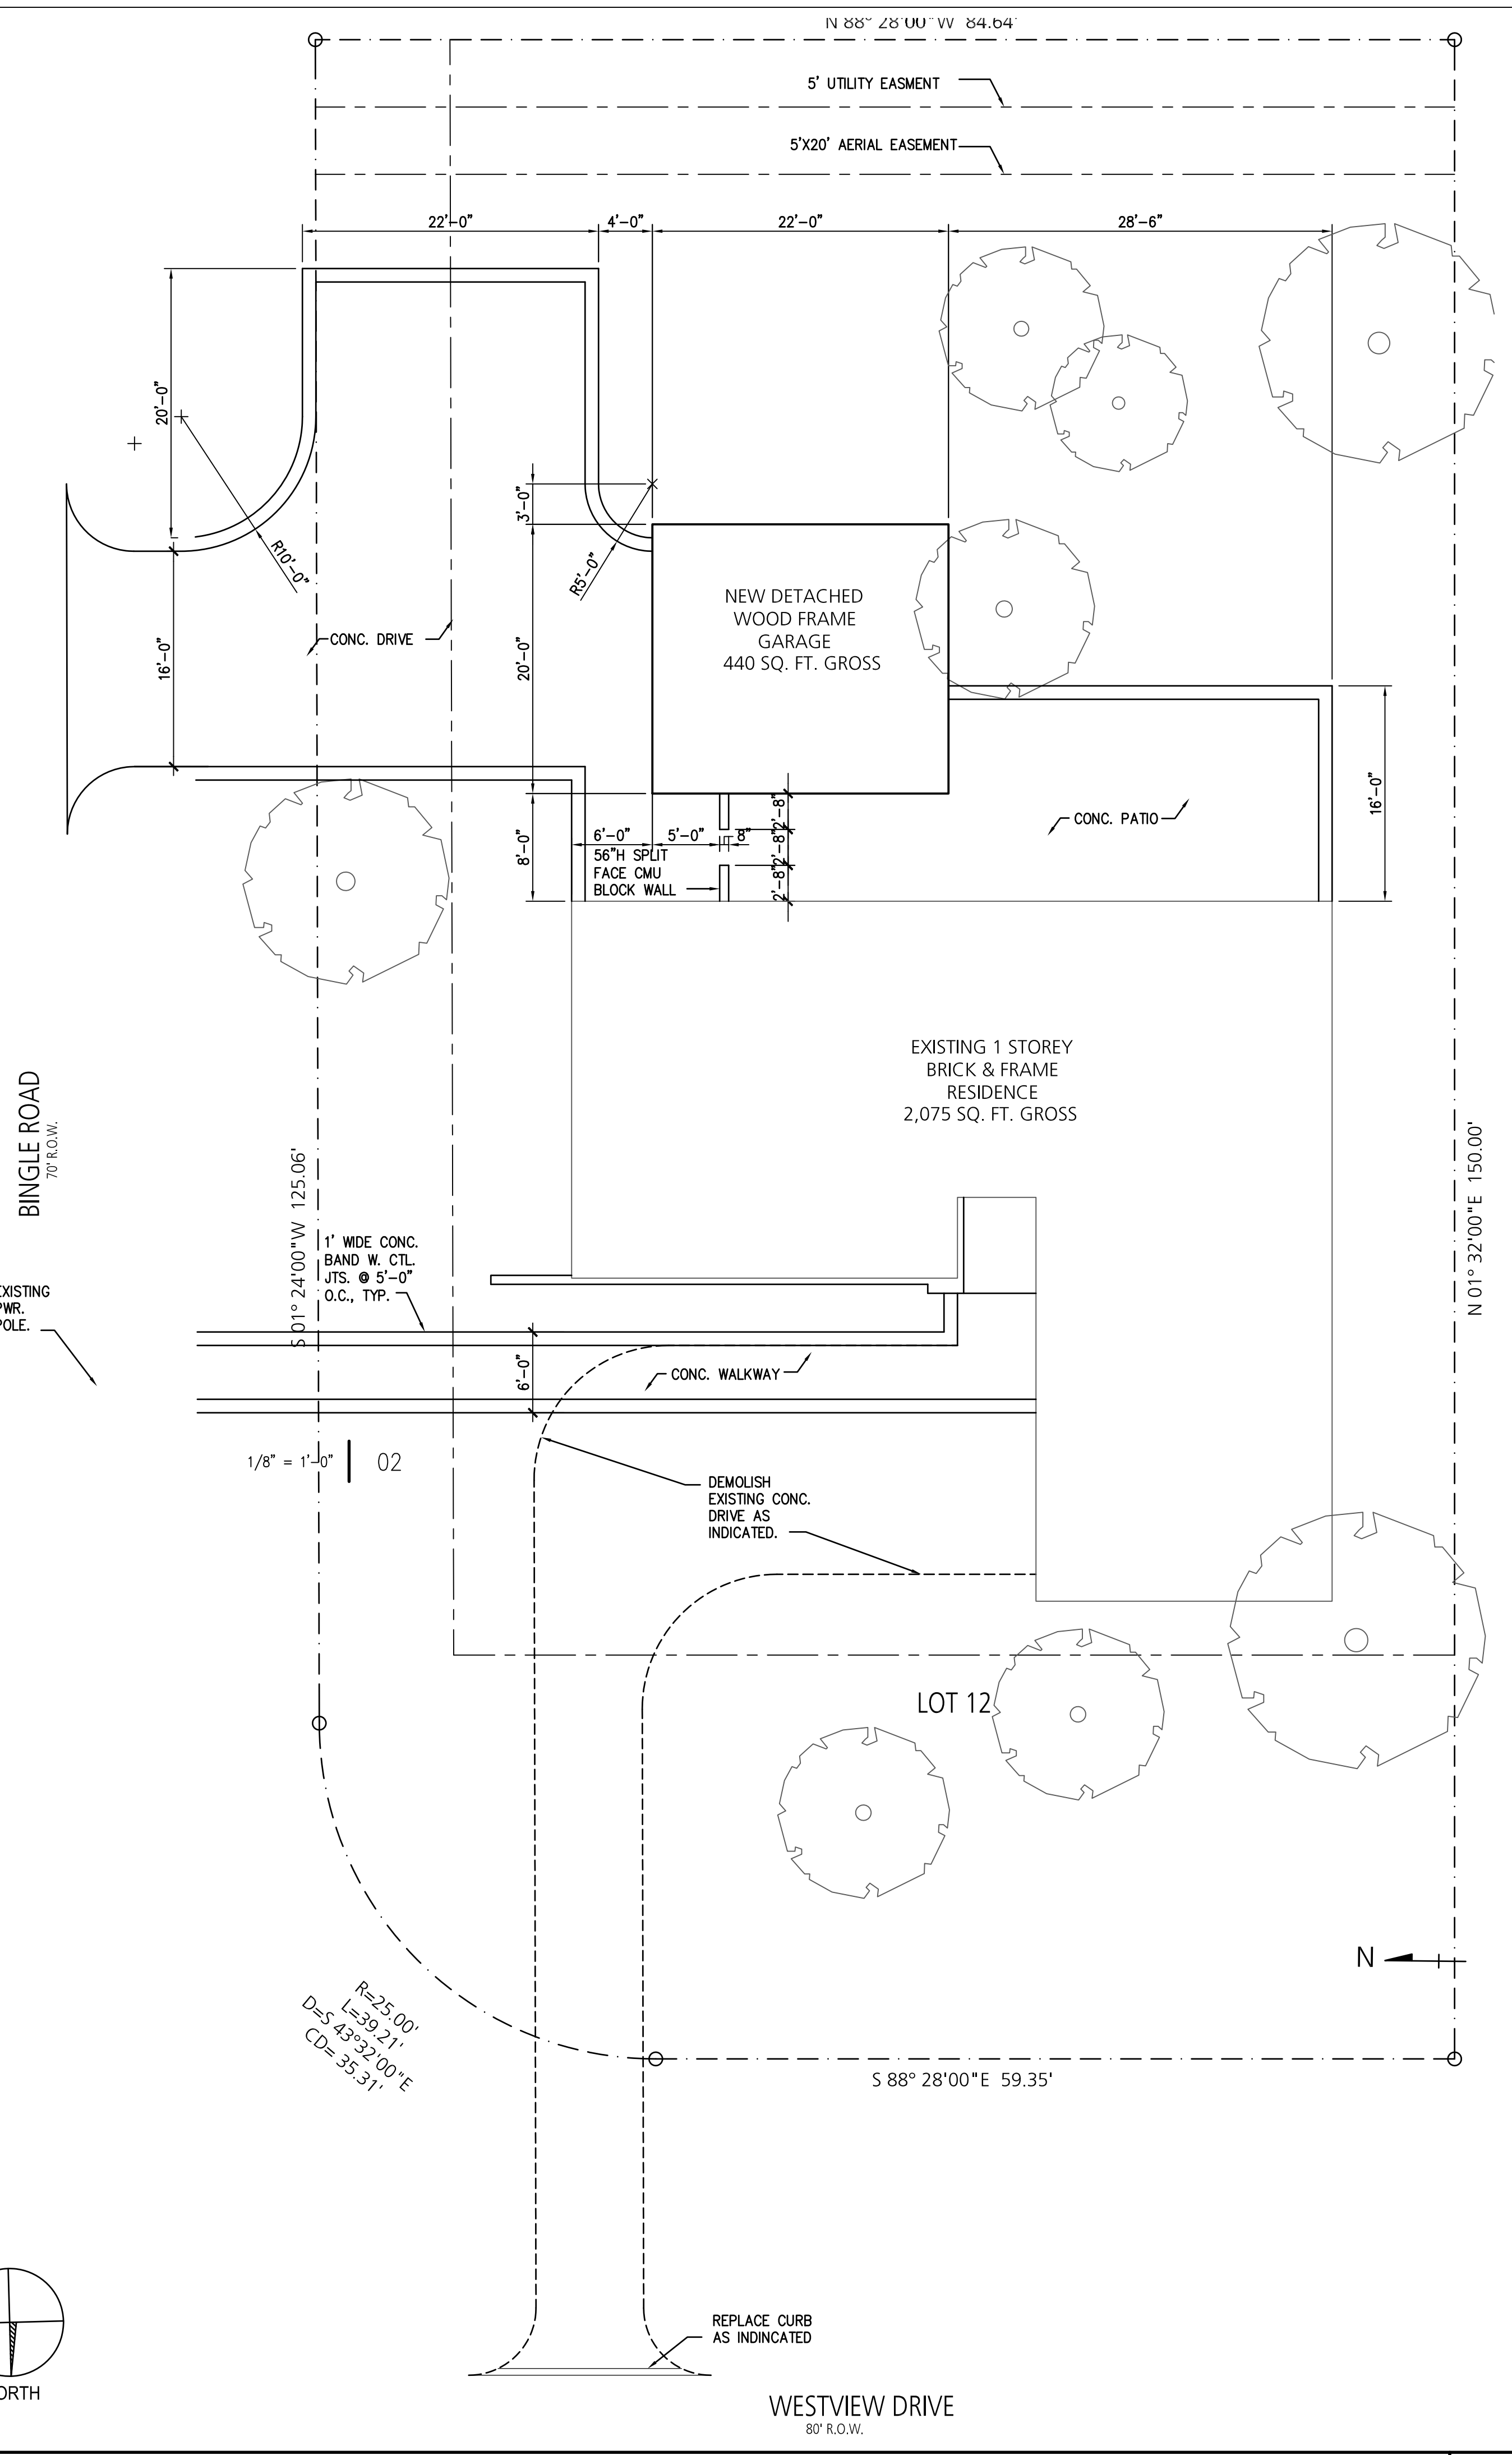 N 88° 28'00"W 84.64'
5' UTILITY EASMENT
5'X20' AERIAL EASEMENT
22'-0"
4'-0"
22'-0"
28'-6"
20'-0"
3'-0"
R10'-0"
R5'-0"
NEW DETACHED
WOOD FRAME
GARAGE
440 SQ. FT. GROSS
CONC. DRIVE
16'-0"
20'-0"
16'-0"
CONC. PATIO
8'-0"
6'-0"
5'-0"
8"
2'-8"
2'-8"
2'-8"
56"H SPLIT
FACE CMU
BLOCK WALL
EXISTING 1 STOREY
BRICK & FRAME
RESIDENCE
2,075 SQ. FT. GROSS
BINGLE ROAD
70' R.O.W.
S 01° 24'00"W 125.06'
N 01° 32'00"E 150.00'
1' WIDE CONC.
BAND W. CTL.
JTS. @ 5'-0"
O.C., TYP.
EXISTING
PWR.
POLE.
6'-0"
CONC. WALKWAY
1/8" = 1'-0"
02
DEMOLISH
EXISTING CONC.
DRIVE AS
INDICATED.
LOT 12
N
R=25.00'
L=39.21'
D=S 43°32'00"E
CD= 35.31'
S 88° 28'00"E 59.35'
REPLACE CURB
AS INDINCATED
ORTH
WESTVIEW DRIVE
80' R.O.W.